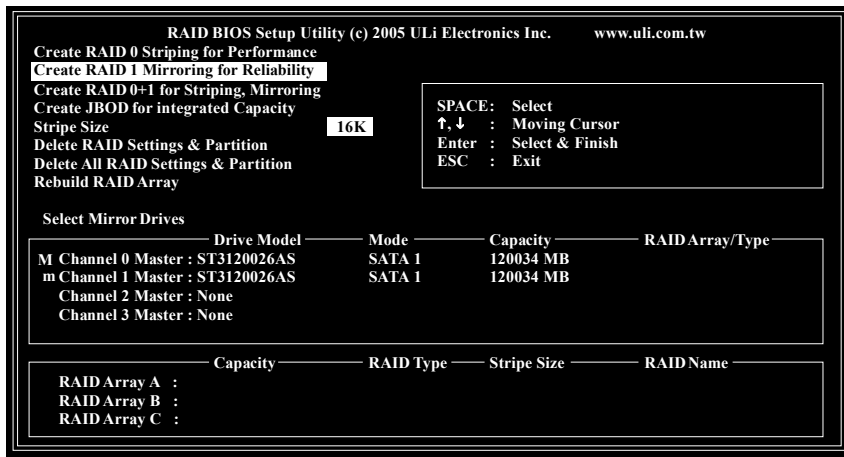 RAID BIOS Setup Utility (c) 2005 ULi Electronics Inc. www.uli.com.tw
Create RAID 0 Striping for Performance
Create RAID 1 Mirroring for Reliability
Create RAID 0+1 for Striping, Mirroring
Create JBOD for integrated Capacity
Stripe Size 16K
Delete RAID Settings & Partition
Delete All RAID Settings & Partition
Rebuild RAID Array
SPACE: Select
↑,↓ : Moving Cursor
Enter : Select & Finish
ESC : Exit
Select Mirror Drives
Drive Model Mode Capacity RAID Array/Type
M Channel 0 Master : ST3120026AS SATA 1 120034 MB
m Channel 1 Master : ST3120026AS SATA 1 120034 MB
Channel 2 Master : None
Channel 3 Master : None
Capacity RAID Type Stripe Size RAID Name
RAID Array A :
RAID Array B :
RAID Array C :